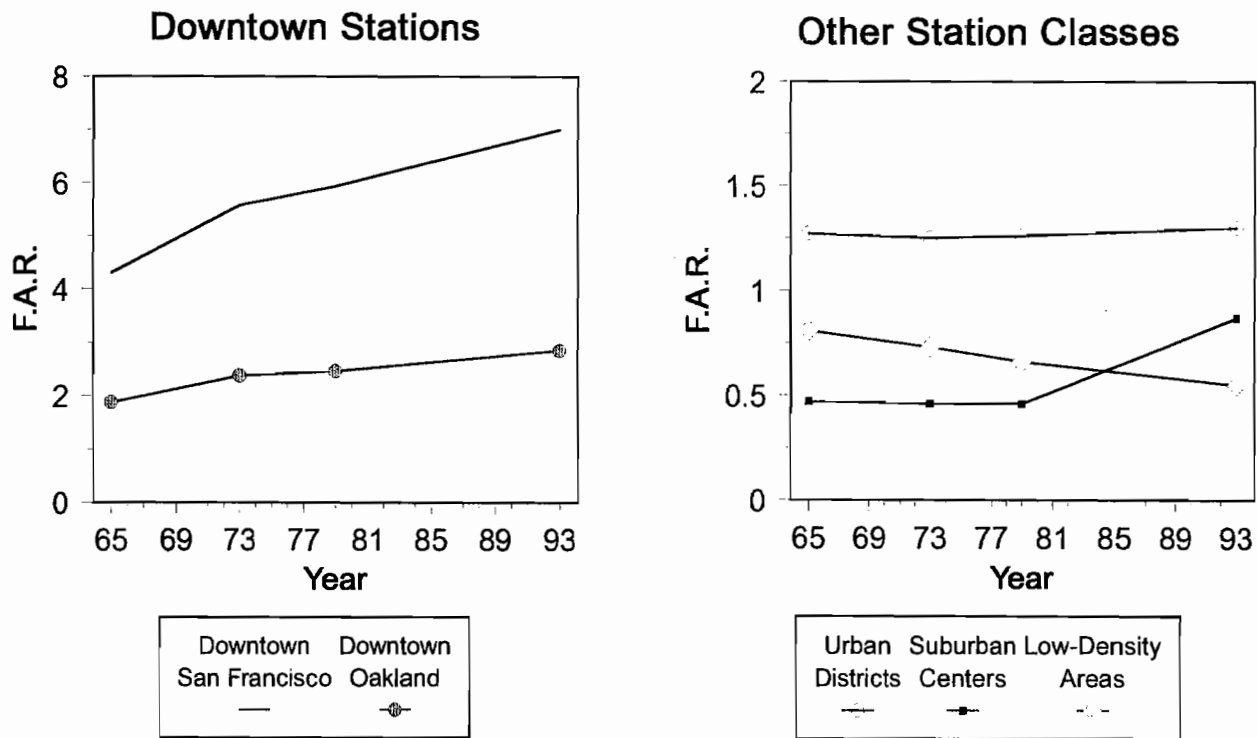 Downtown Stations
8
6
4
2
0
F.A.R.
65 69 73 77 81 85 89 93
Year
Downtown Downtown
San Francisco Oakland
Other Station Classes
2
1.5
1
0.5
0
F.A.R.
65 69 73 77 81 85 89 93
Year
Urban Suburban Low-Density
Districts Centers Areas